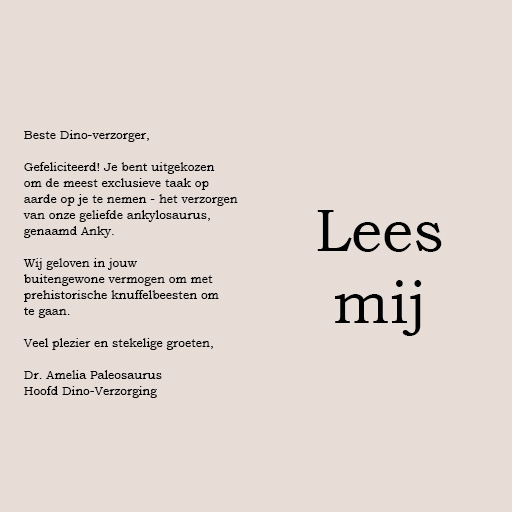 Beste Dino-verzorger,
Gefeliciteerd! Je bent uitgekozen
om de meest exclusieve taak op
aarde op je te nemen - het verzorgen
van onze geliefde ankylosaurus,
genaamd Anky.
Wij geloven in jouw
buitengewone vermogen om met
prehistorische knuffelbeesten om
te gaan.
Veel plezier en stekelige groeten,
Dr. Amelia Paleosaurus
Hoofd Dino-Verzorging
Lees
mij